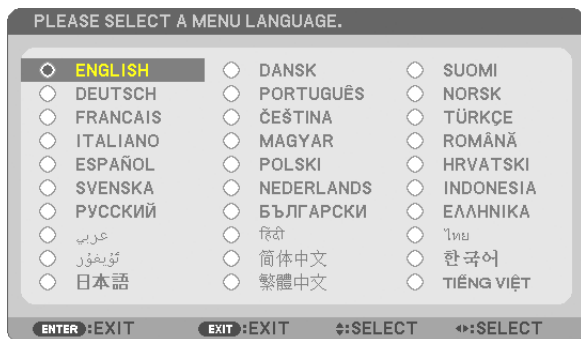 PLEASE SELECT A MENU LANGUAGE.
ENGLISH DANSK SUOMI
DEUTSCH PORTUGUÊS NORSK
FRANCAIS ČEŠTINA TÜRKÇE
ITALIANO MAGYAR ROMÂNĂ
ESPAÑOL POLSKI HRVATSKI
SVENSKA NEDERLANDS INDONESIA
РУССКИЙ БЪЛГАРСКИ ΕΛΛΗΝΙΚΑ
عربي हिंदी ไทย
ئۇيغۇر 简体中文 한국어
日本語 繁體中文 TIẾNG VIỆT
ENTER :EXIT EXIT :EXIT :SELECT :SELECT